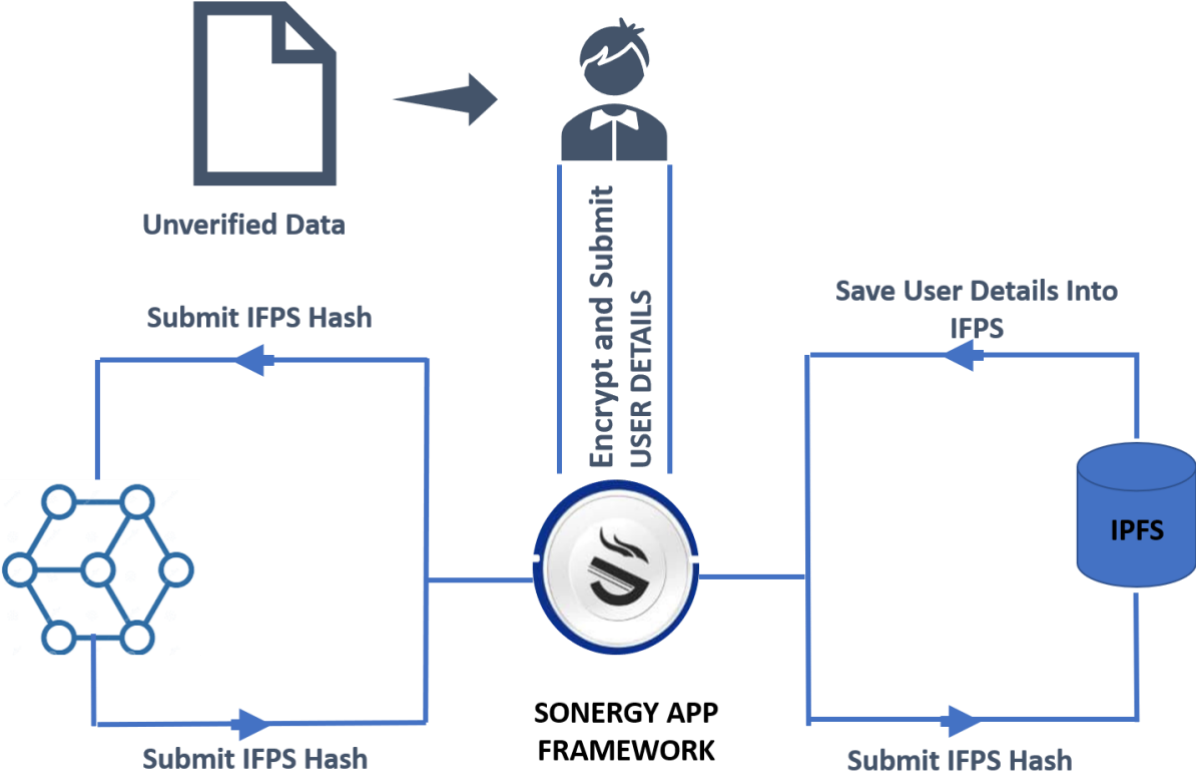 Unverified Data
Encrypt and Submit
USER DETAILS
Submit IFPS Hash
Save User Details Into
IFPS
IPFS
SONERGY APP
FRAMEWORK
Submit IFPS Hash
Submit IFPS Hash